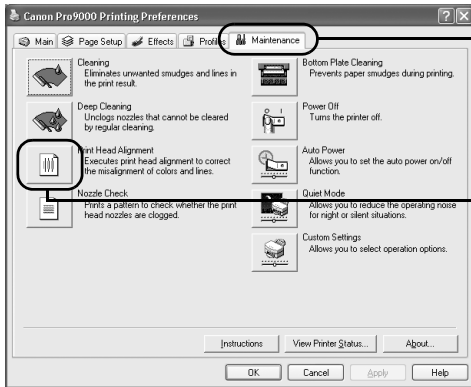 Canon Pro9000 Printing Preferences
Main
Page Setup
Effects
Profiles
Maintenance
Cleaning
Eliminates unwanted smudges and lines in
the print result.
Deep Cleaning
Unclogs nozzles that cannot be cleared
by regular cleaning.
Print Head Alignment
Executes print head alignment to correct
the misalignment of colors and lines.
Nozzle Check
Prints a pattern to check whether the print
head nozzles are clogged.
Bottom Plate Cleaning
Prevents paper smudges during printing.
Power Off
Turns the printer off.
Auto Power
Allows you to set the auto power on/off
function.
Quiet Mode
Allows you to reduce the operating noise
for night or silent situations.
Custom Settings
Allows you to select operation options.
Instructions
View Printer Status...
About...
OK
Cancel
Apply
Help